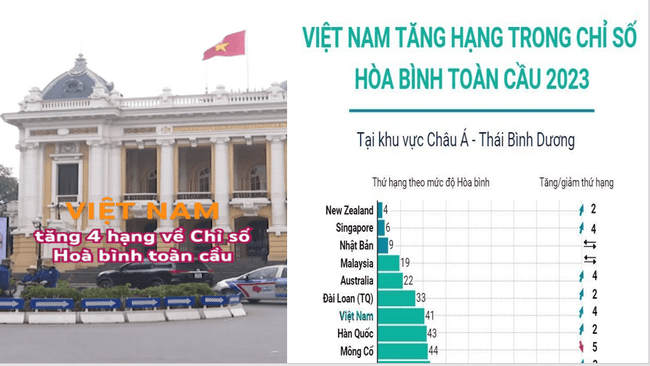 VIỆT NAM
tăng 4 hạng về Chỉ số
Hoà bình toàn cầu
VIỆT NAM TĂNG HẠNG TRONG CHỈ SỐ
HÒA BÌNH TOÀN CẦU 2023
Tại khu vực Châu Á - Thái Bình Dương
Thứ hạng theo mức độ Hòa bình Tăng/giảm thứ hạng
New Zealand 4 2
Singapore 6 4
Nhật Bản 9
Malaysia 19
Australia 22 4
Đài Loan (TQ) 33 2
Việt Nam 41 4
Hàn Quốc 43 2
Mông Cổ 44 5